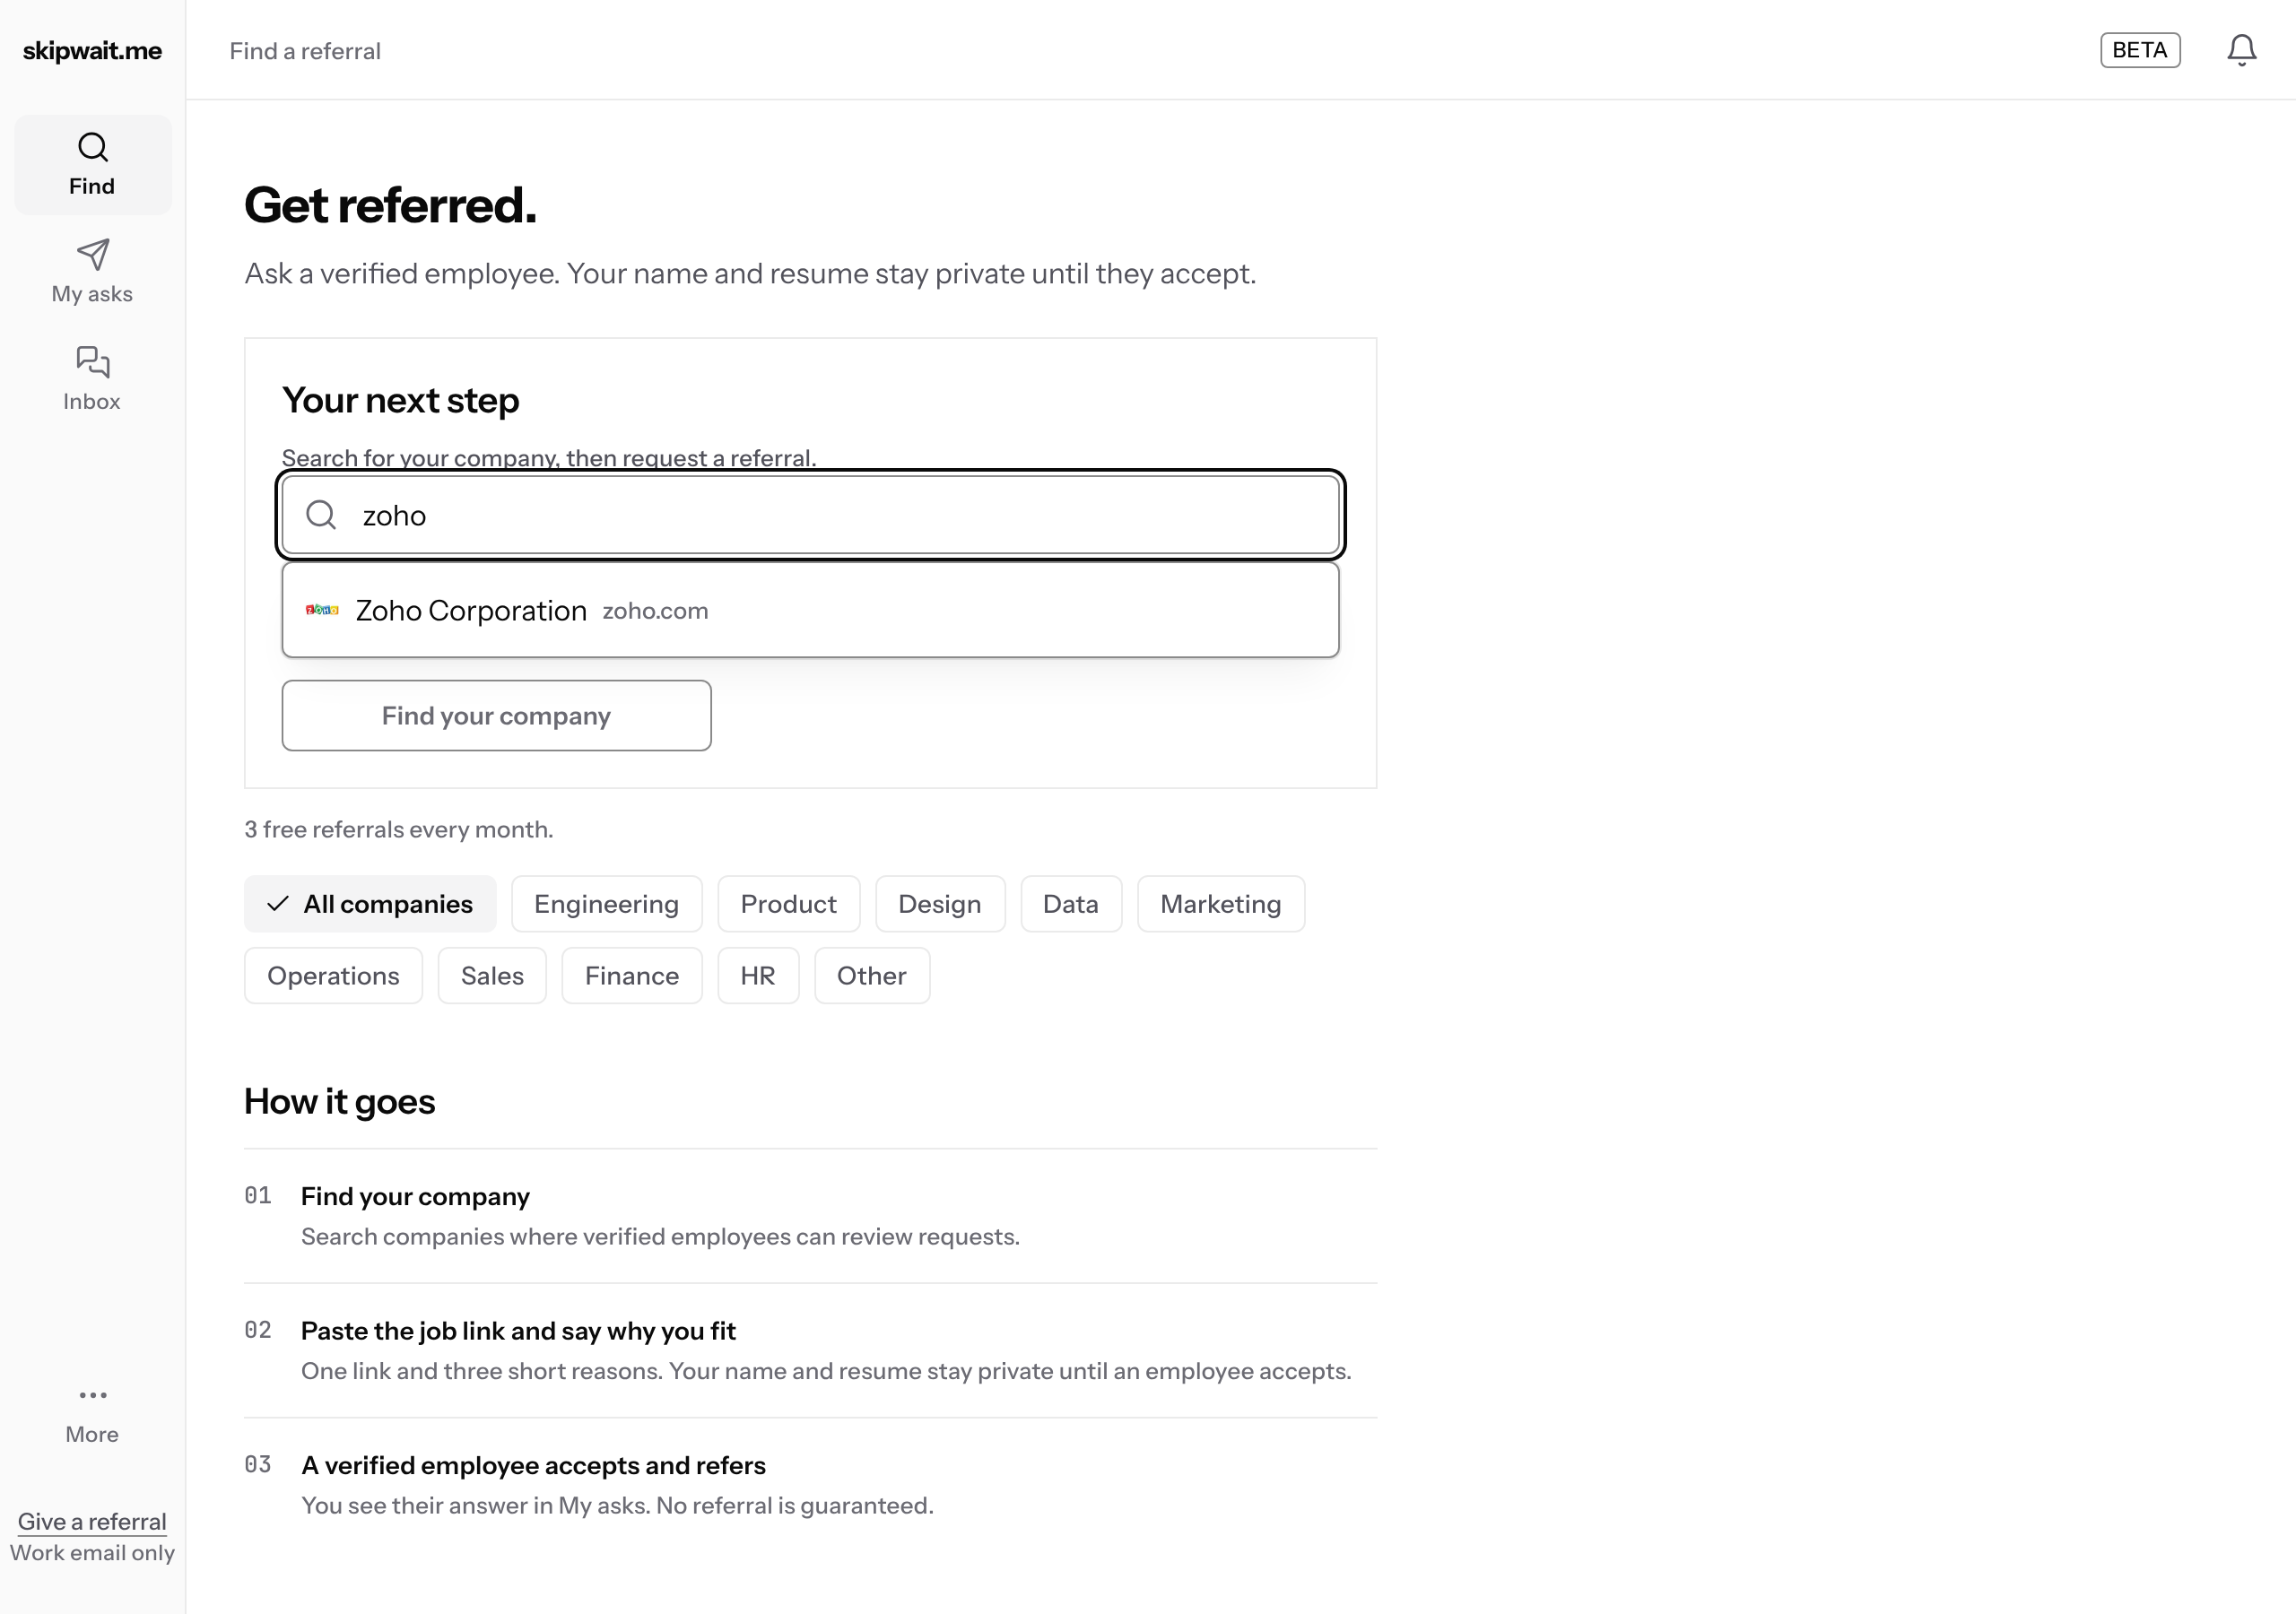 skipwait.me
Find a referral
BETA
Find
My asks
Inbox
Get referred.
Ask a verified employee. Your name and resume stay private until they accept.
Your next step
Search for your company, then request a referral.
zoho
ZOHO Zoho Corporation zoho.com
Find your company
3 free referrals every month.
All companies Engineering Product Design Data Marketing
Operations Sales Finance HR Other
How it goes
01 Find your company
Search companies where verified employees can review requests.
02 Paste the job link and say why you fit
One link and three short reasons. Your name and resume stay private until an employee accepts.
03 A verified employee accepts and refers
You see their answer in My asks. No referral is guaranteed.
More
Give a referral
Work email only